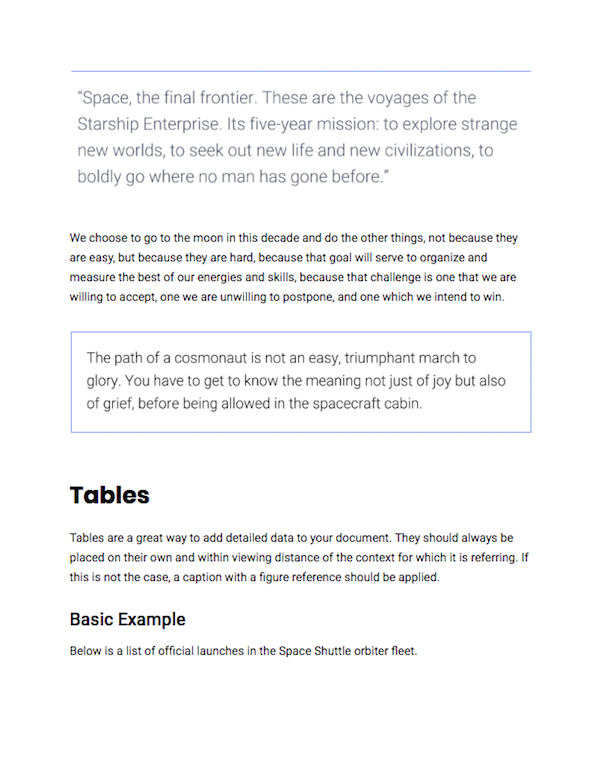 “Space, the final frontier. These are the voyages of the
Starship Enterprise. Its five-year mission: to explore strange
new worlds, to seek out new life and new civilizations, to
boldly go where no man has gone before.”
We choose to go to the moon in this decade and do the other things, not because they
are easy, but because they are hard, because that goal will serve to organize and
measure the best of our energies and skills, because that challenge is one that we are
willing to accept, one we are unwilling to postpone, and one which we intend to win.
The path of a cosmonaut is not an easy, triumphant march to
glory. You have to get to know the meaning not just of joy but also
of grief, before being allowed in the spacecraft cabin.
Tables
Tables are a great way to add detailed data to your document. They should always be
placed on their own and within viewing distance of the context for which it is referring. If
this is not the case, a caption with a figure reference should be applied.
Basic Example
Below is a list of official launches in the Space Shuttle orbiter fleet.